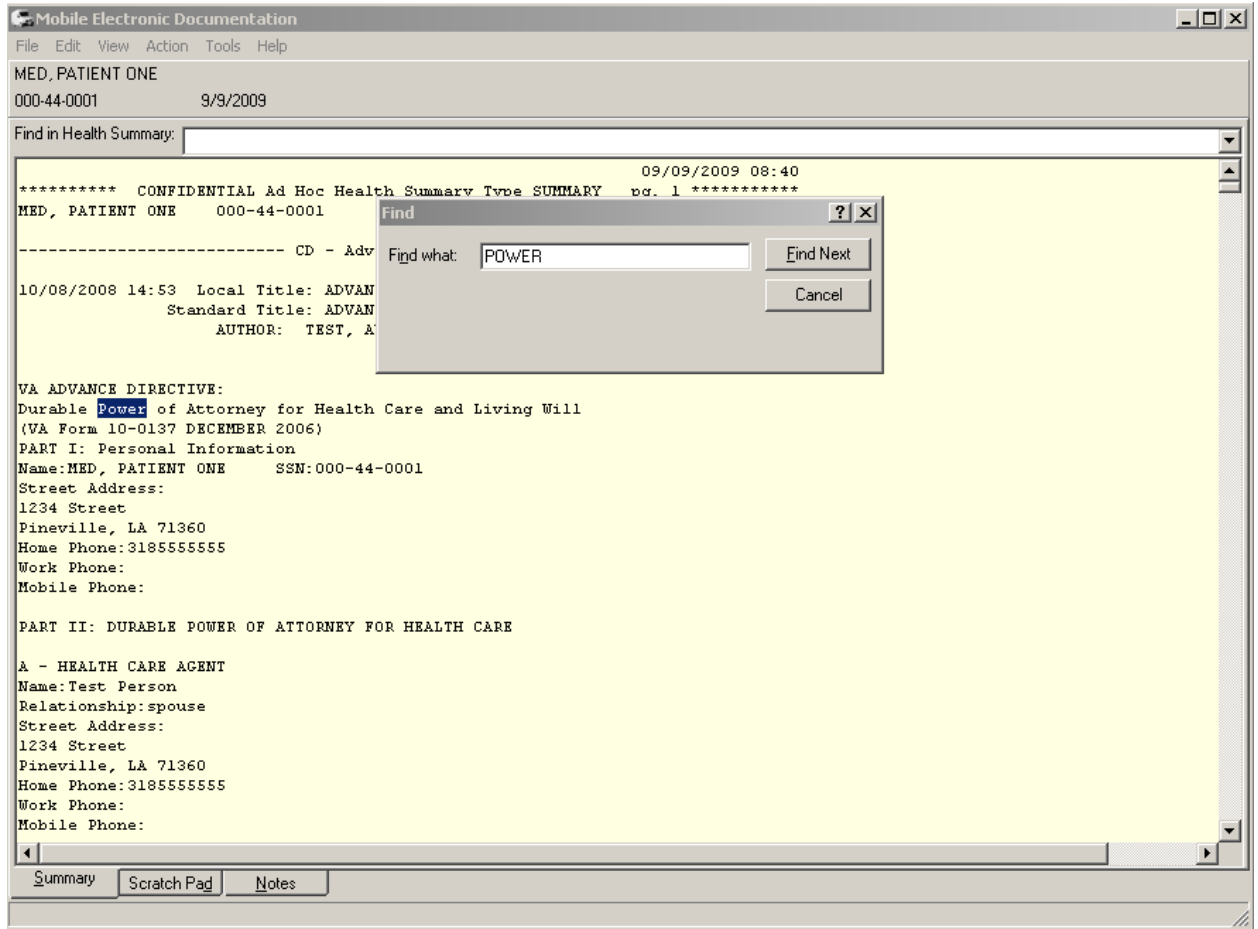 Mobile Electronic Documentation
File Edit View Action Tools Help
MED, PATIENT ONE
000-44-0001 9/9/2009
Find in Health Summary:
09/09/2009 08:40
********** CONFIDENTIAL Ad Hoc Health Summary Type SUMMARY pg. 1 ***********
MED, PATIENT ONE 000-44-0001
Find
Find what: POWER Find Next
Cancel
--------------------------- CD - Adv
10/08/2008 14:53 Local Title: ADVAN
Standard Title: ADVAN
AUTHOR: TEST, A
VA ADVANCE DIRECTIVE:
Durable Power of Attorney for Health Care and Living Will
(VA Form 10-0137 DECEMBER 2006)
PART I: Personal Information
Name:MED, PATIENT ONE SSN:000-44-0001
Street Address:
1234 Street
Pineville, LA 71360
Home Phone:3185555555
Work Phone:
Mobile Phone:
PART II: DURABLE POWER OF ATTORNEY FOR HEALTH CARE
A - HEALTH CARE AGENT
Name:Test Person
Relationship:spouse
Street Address:
1234 Street
Pineville, LA 71360
Home Phone:3185555555
Work Phone:
Mobile Phone:
Summary Scratch Pad Notes